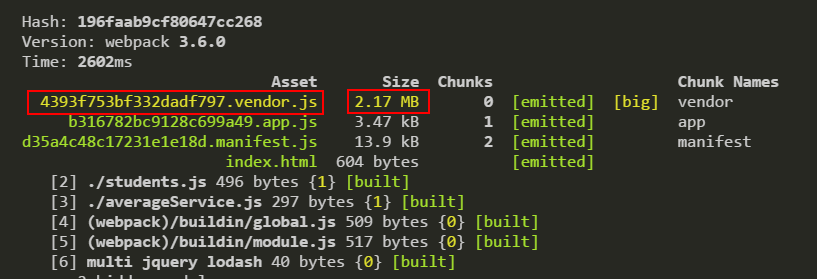 Hash: 196faab9cf80647cc268
Version: webpack 3.6.0
Time: 2602ms
Asset Size Chunks Chunk Names
4393f753bf332dadf797.vendor.js 2.17 MB 0 [emitted] [big] vendor
b316782bc9128c699a49.app.js 3.47 kB 1 [emitted] app
d35a4c48c17231e1e18d.manifest.js 13.9 kB 2 [emitted] manifest
index.html 604 bytes [emitted]
[2] ./students.js 496 bytes {1} [built]
[3] ./averageService.js 297 bytes {1} [built]
[4] (webpack)/buildin/global.js 509 bytes {0} [built]
[5] (webpack)/buildin/module.js 517 bytes {0} [built]
[6] multi jquery lodash 40 bytes {0} [built]